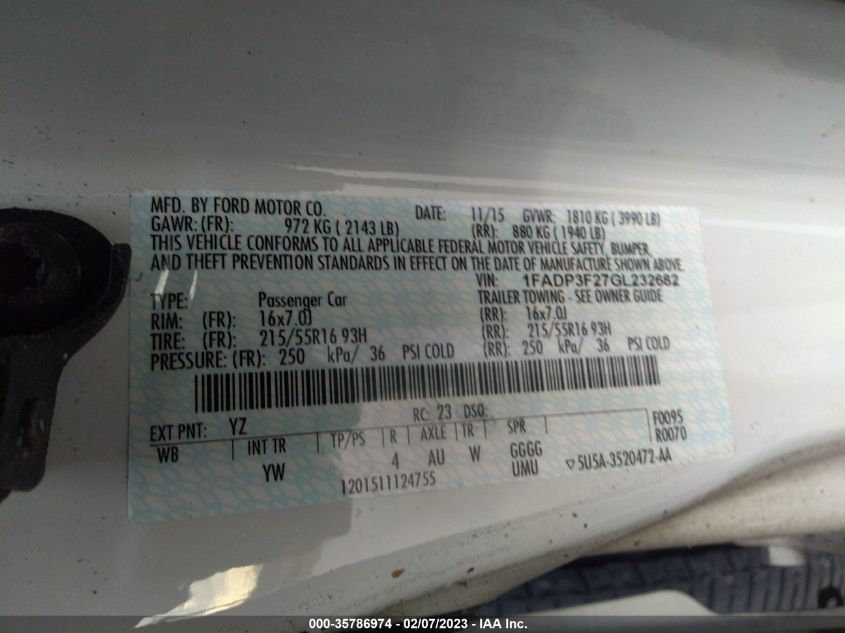 MFD. BY FORD MOTOR CO. DATE: 11/15 GVWR: 1810 KG ( 3990 LB)
GAWR: (FR): 972 KG ( 2143 LB) (RR): 880 KG ( 1940 LB)
THIS VEHICLE CONFORMS TO ALL APPLICABLE FEDERAL MOTOR VEHICLE SAFETY, BUMPER,
AND THEFT PREVENTION STANDARDS IN EFFECT ON THE DATE OF MANUFACTURE SHOWN ABOVE.
VIN: 1FADP3F27GL232682
TYPE: Passenger Car TRAILER TOWING - SEE OWNER GUIDE
RIM: (FR): 16x7.0J (RR): 16x7.0J
TIRE: (FR): 215/55R16 93H (RR): 215/55R16 93H
PRESSURE: (FR): 250 kPa/ 36 PSI COLD (RR): 250 kPa/ 36 PSI COLD
EXT PNT: YZ RC: 23 DSO: F0095
R0070
WB INT TR TP/PS R AXLE TR SPR
YW 4 AU W GGGG
UMU ▽5U5A-3520472-AA
1201511124755
000-35786974 / 02/07/2023 — © 2023 Copyright IAA, Inc.